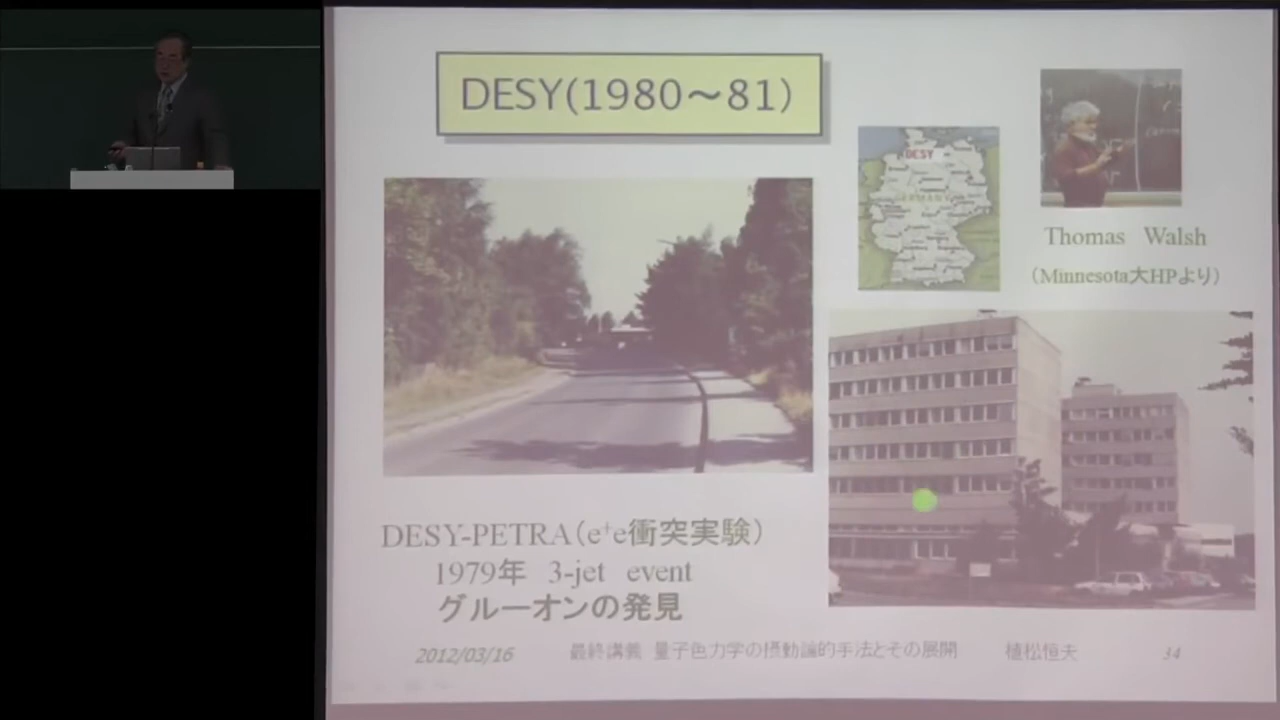 DESY(1980～81)
DESY
GERMANY
Thomas Walsh
(Minnesota大HPより)
DESY-PETRA(e⁺e衝突実験)
1979年 3-jet event
グルーオンの発見
2012/03/16 最終講義 量子色力学の摂動論的手法とその展開 植松恒夫 34